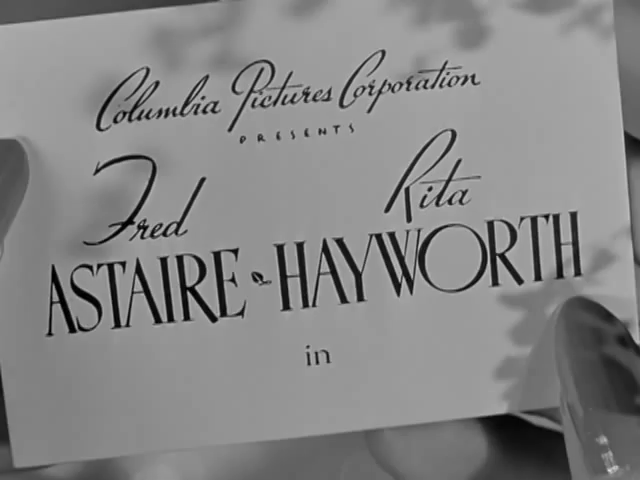 Columbia Pictures Corporation
PRESENTS
Fred Rita
ASTAIRE HAYWORTH
in